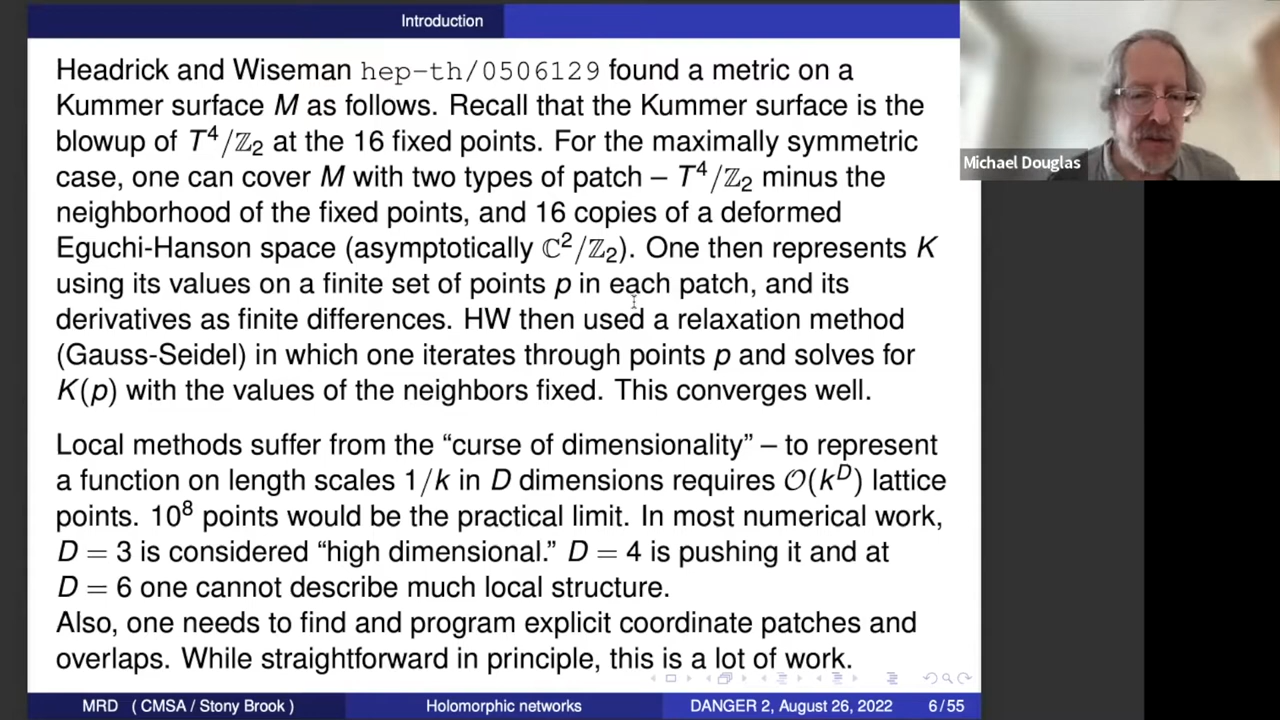 Introduction
Headrick and Wiseman hep-th/0506129 found a metric on a
Kummer surface M as follows. Recall that the Kummer surface is the
blowup of T⁴/ℤ₂ at the 16 fixed points. For the maximally symmetric
case, one can cover M with two types of patch – T⁴/ℤ₂ minus the
neighborhood of the fixed points, and 16 copies of a deformed
Eguchi-Hanson space (asymptotically ℂ²/ℤ₂). One then represents K
using its values on a finite set of points p in each patch, and its
derivatives as finite differences. HW then used a relaxation method
(Gauss-Seidel) in which one iterates through points p and solves for
K(p) with the values of the neighbors fixed. This converges well.
Local methods suffer from the “curse of dimensionality” – to represent
a function on length scales 1/k in D dimensions requires 𝒪(kᴰ) lattice
points. 10⁸ points would be the practical limit. In most numerical work,
D = 3 is considered “high dimensional.” D = 4 is pushing it and at
D = 6 one cannot describe much local structure.
Also, one needs to find and program explicit coordinate patches and
overlaps. While straightforward in principle, this is a lot of work.
MRD ( CMSA / Stony Brook )
Holomorphic networks
DANGER 2, August 26, 2022
6/55
Michael Douglas